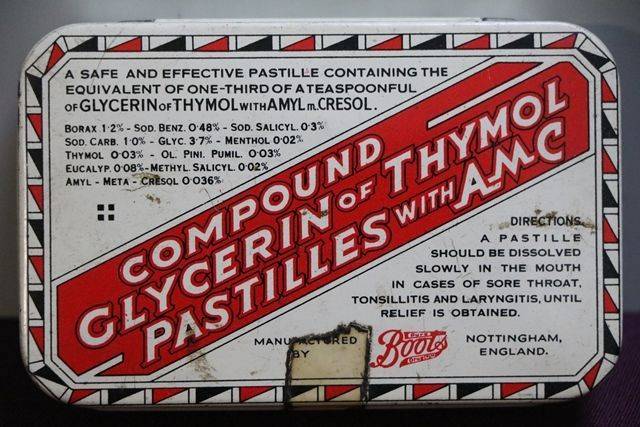 A SAFE AND EFFECTIVE PASTILLE CONTAINING THE
EQUIVALENT OF ONE-THIRD OF A TEASPOONFUL
OF GLYCERIN OF THYMOL WITH AMYL M. CRESOL.
BORAX 1·2% - SOD. BENZ. 0·48% - SOD. SALICYL. 0·3%
SOD. CARB. 1·0% - GLYC. 3·7% - MENTHOL 0·02%
THYMOL 0·03% - OL. PINI. PUMIL. 0·03%
EUCALYP. 0·08% - METHYL. SALICYL. 0·02%
AMYL - META - CRESOL 0·036%
COMPOUND
GLYCERIN OF THYMOL
PASTILLES WITH A.M.C
DIRECTIONS
A PASTILLE
SHOULD BE DISSOLVED
SLOWLY IN THE MOUTH
IN CASES OF SORE THROAT,
TONSILLITIS AND LARYNGITIS, UNTIL
RELIEF IS OBTAINED.
MANUFACTURED
BY
Boots
NOTTINGHAM,
ENGLAND.